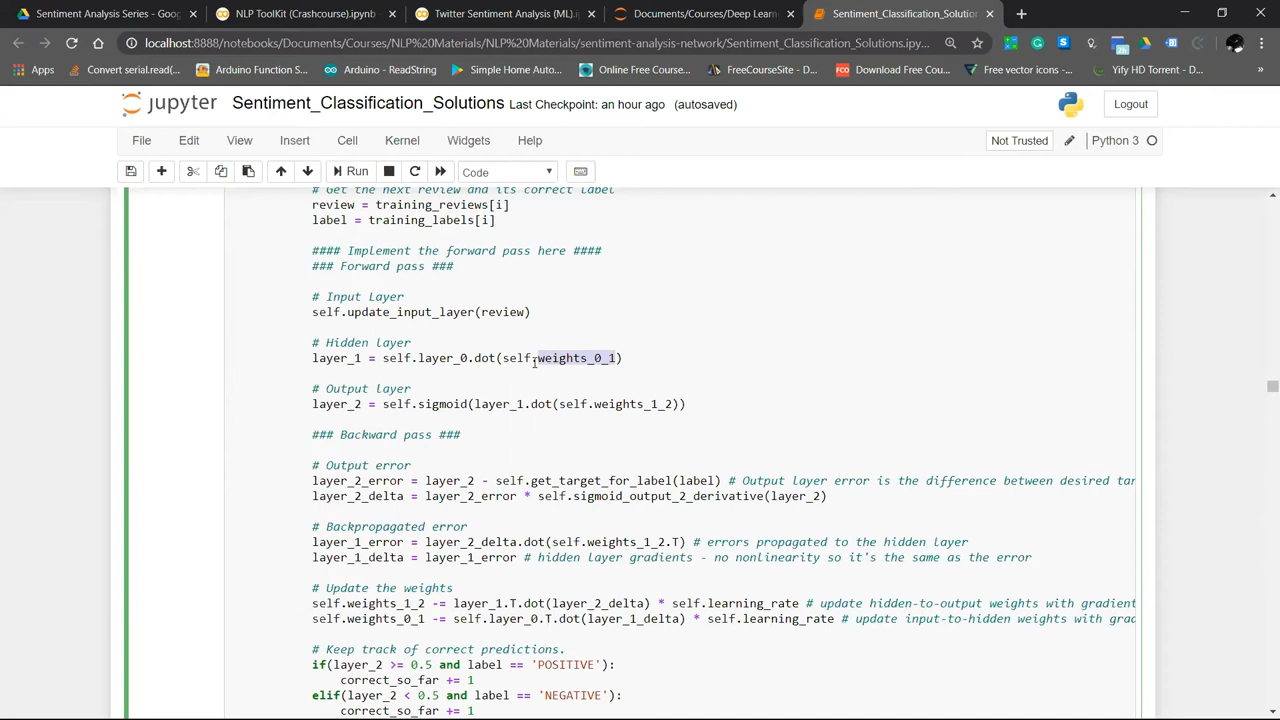 Sentiment Analysis Series - Goog
NLP ToolKit (Crashcourse).ipynb
Twitter Sentiment Analysis (ML).i
Documents/Courses/Deep Learn
Sentiment_Classification_Solution
localhost:8888/notebooks/Documents/Courses/NLP%20Materials/NLP%20Materials/sentiment-analysis-network/Sentiment_Classification_Solutions.ipy...
Apps
Convert serial.read(...
Arduino Function S...
Arduino - ReadString
Simple Home Auto...
Online Free Course...
FreeCourseSite - D...
FCO
Download Free Cou...
Free vector icons -...
Yify HD Torrent - D...
»
jupyter
Sentiment_Classification_Solutions Last Checkpoint: an hour ago (autosaved)
Logout
File Edit View Insert Cell Kernel Widgets Help
Not Trusted
Python 3
Run
Code
# Get the next review and its correct label
review = training_reviews[i]
label = training_labels[i]
#### Implement the forward pass here ####
### Forward pass ###
# Input Layer
self.update_input_layer(review)
# Hidden layer
layer_1 = self.layer_0.dot(self.weights_0_1)
# Output layer
layer_2 = self.sigmoid(layer_1.dot(self.weights_1_2))
### Backward pass ###
# Output error
layer_2_error = layer_2 - self.get_target_for_label(label) # Output layer error is the difference between desired tar
layer_2_delta = layer_2_error * self.sigmoid_output_2_derivative(layer_2)
# Backpropagated error
layer_1_error = layer_2_delta.dot(self.weights_1_2.T) # errors propagated to the hidden layer
layer_1_delta = layer_1_error # hidden layer gradients - no nonlinearity so it's the same as the error
# Update the weights
self.weights_1_2 -= layer_1.T.dot(layer_2_delta) * self.learning_rate # update hidden-to-output weights with gradient
self.weights_0_1 -= self.layer_0.T.dot(layer_1_delta) * self.learning_rate # update input-to-hidden weights with grad
# Keep track of correct predictions.
if(layer_2 >= 0.5 and label == 'POSITIVE'):
correct_so_far += 1
elif(layer_2 < 0.5 and label == 'NEGATIVE'):
correct_so_far += 1